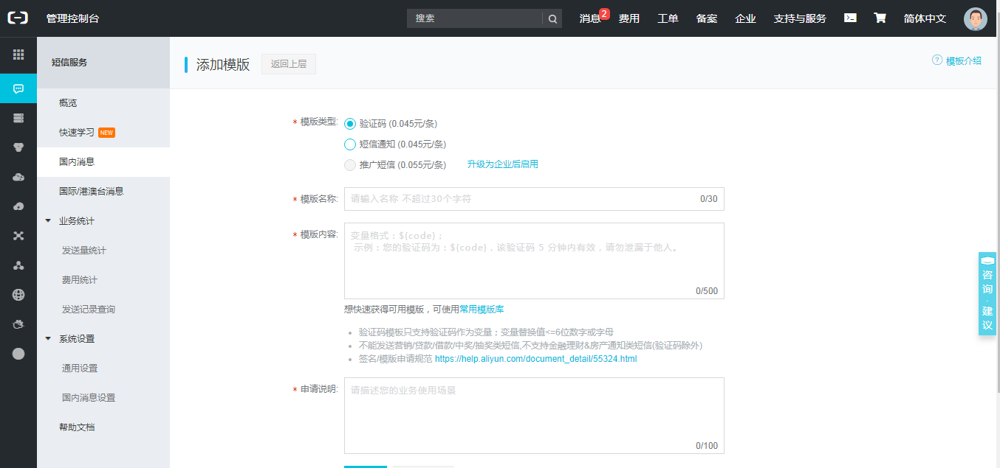 管理控制台
搜索
消息 2
费用
工单
备案
企业
支持与服务
简体中文
短信服务
概览
快速学习 NEW
国内消息
国际/港澳台消息
业务统计
发送量统计
费用统计
发送记录查询
系统设置
通用设置
国内消息设置
帮助文档
添加模版
返回上层
? 模板介绍
* 模版类型:
验证码 (0.045元/条)
短信通知 (0.045元/条)
推广短信 (0.055元/条) 升级为企业后启用
* 模版名称:
请输入名称 不超过30个字符
0/30
* 模版内容:
变量格式：${code}；
示例：您的验证码为：${code}，该验证码 5 分钟内有效，请勿泄漏于他人。
0/500
想快速获得可用模版，可使用常用模版库
验证码模板只支持验证码作为变量；变量替换值<=6位数字或字母
不能发送营销/贷款/借款/中奖/抽奖类短信,不支持金融理财&房产通知类短信(验证码除外)
签名/模版申请规范 https://help.aliyun.com/document_detail/55324.html
* 申请说明:
请描述您的业务使用场景
0/100
咨
询
·
建
议